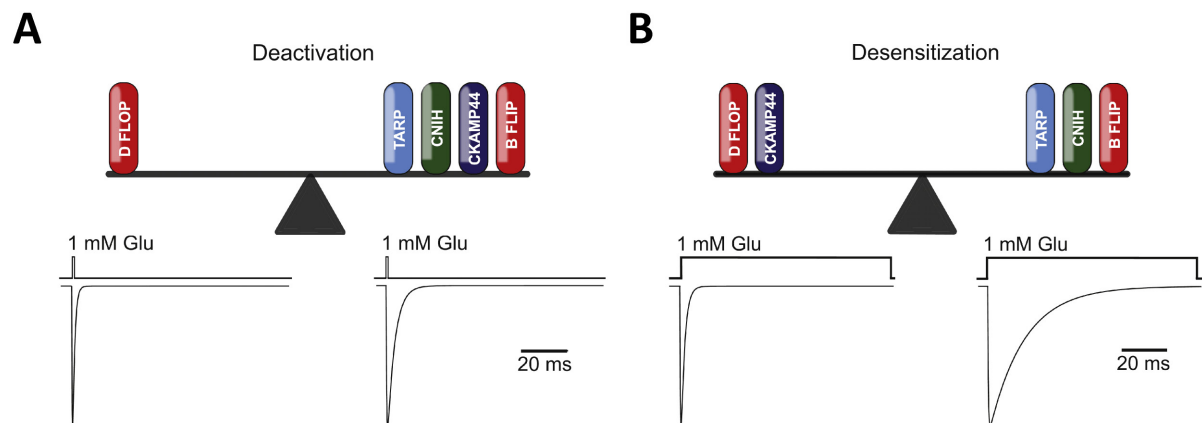 A
Deactivation
D FLOP
TARP
CNIH
CKAMP44
B FLIP
1 mM Glu
1 mM Glu
20 ms
B
Desensitization
D FLOP
CKAMP44
TARP
CNIH
B FLIP
1 mM Glu
1 mM Glu
20 ms